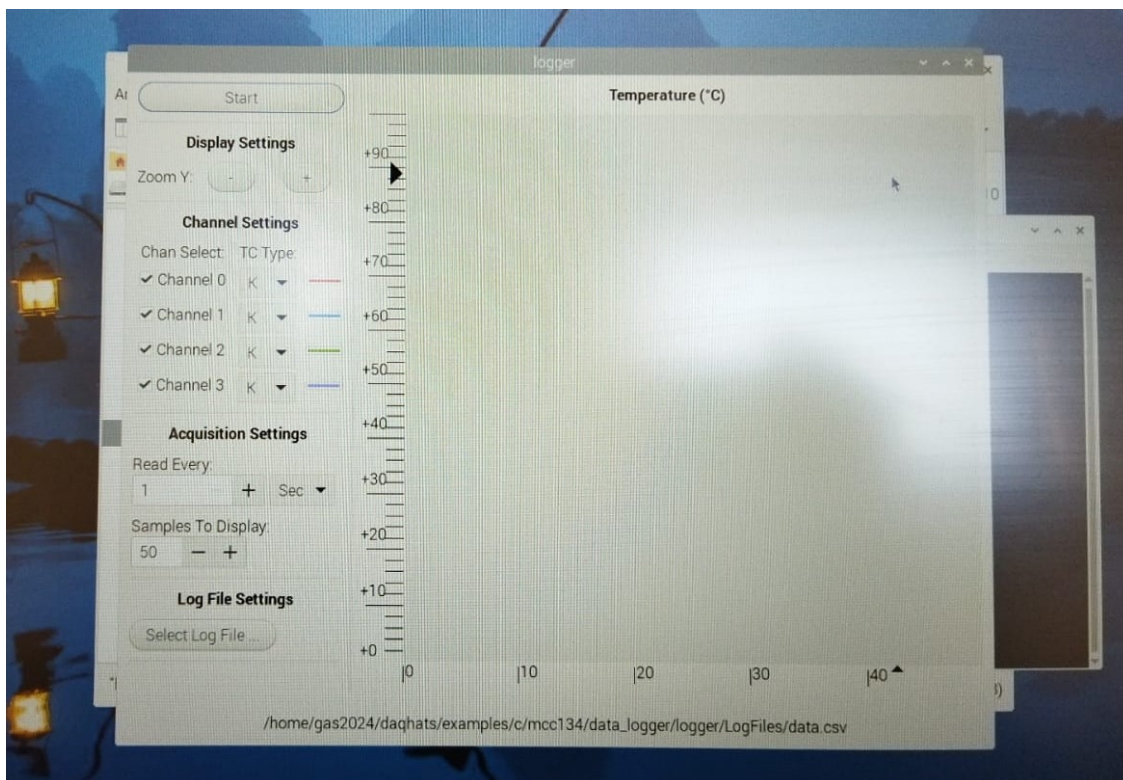 logger
Start
Temperature (°C)
Display Settings
Zoom Y: - +
Channel Settings
Chan Select: TC Type:
Channel 0 K
Channel 1 K
Channel 2 K
Channel 3 K
Acquisition Settings
Read Every:
1 + Sec
Samples To Display:
50 − +
Log File Settings
Select Log File ...
+90
+80
+70
+60
+50
+40
+30
+20
+10
+0
|0 |10 |20 |30 |40
/home/gas2024/daqhats/examples/c/mcc134/data_logger/logger/LogFiles/data.csv